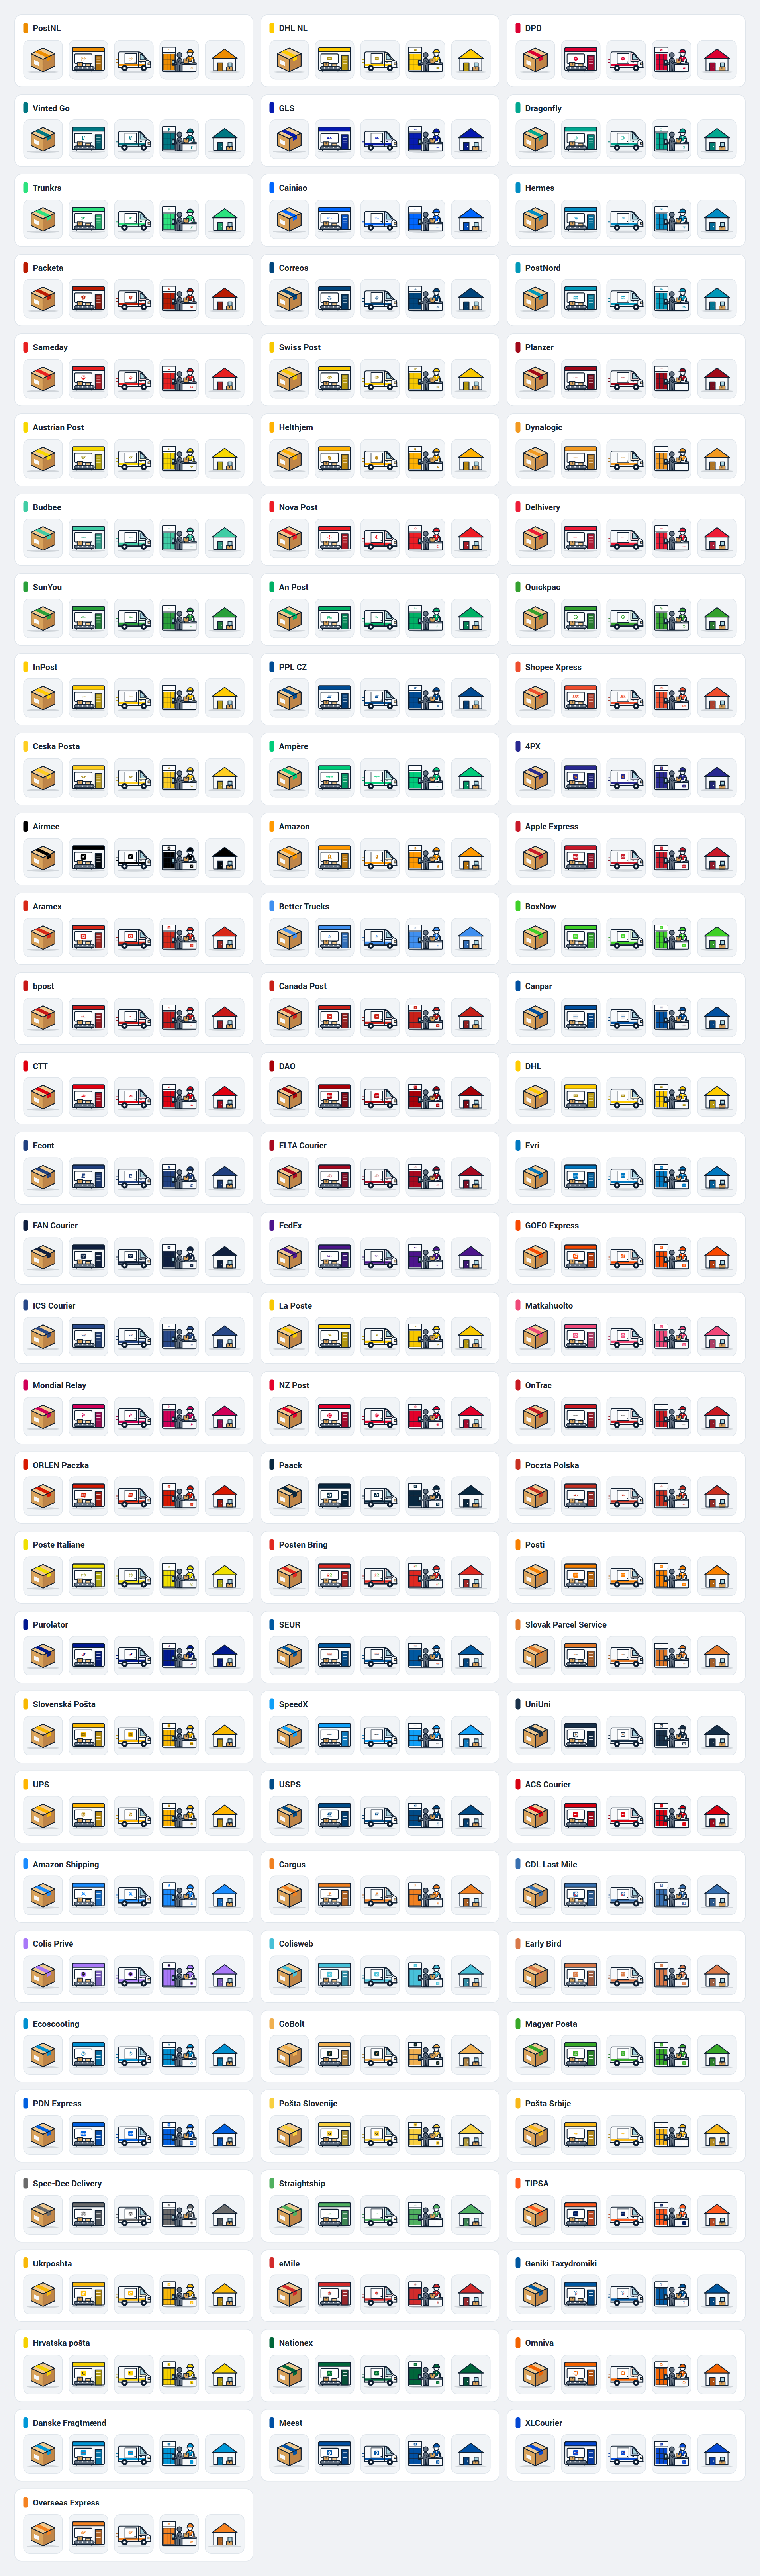 PostNL
DHL NL
DPD
Vinted Go
GLS
Dragonfly
Trunkrs
Cainiao
Hermes
Packeta
Correos
PostNord
Sameday
Swiss Post
Planzer
Austrian Post
Helthjem
Dynalogic
Budbee
Nova Post
Delhivery
SunYou
An Post
Quickpac
InPost
PPL CZ
Shopee Xpress
Ceska Posta
Ampère
4PX
Airmee
Amazon
Apple Express
Aramex
Better Trucks
BoxNow
bpost
Canada Post
Canpar
CTT
DAO
DHL
Econt
ELTA Courier
Evri
FAN Courier
FedEx
GOFO Express
ICS Courier
La Poste
Matkahuolto
Mondial Relay
NZ Post
OnTrac
ORLEN Paczka
Paack
Poczta Polska
Poste Italiane
Posten Bring
Posti
Purolator
SEUR
Slovak Parcel Service
Slovenská Pošta
SpeedX
UniUni
UPS
USPS
ACS Courier
Amazon Shipping
Cargus
CDL Last Mile
Colis Privé
Colisweb
Early Bird
Ecoscooting
GoBolt
Magyar Posta
PDN Express
Pošta Slovenije
Pošta Srbije
Spee-Dee Delivery
Straightship
TIPSA
Ukrposhta
eMile
Geniki Taxydromiki
Hrvatska pošta
Nationex
Omniva
Danske Fragtmænd
Meest
XLCourier
Overseas Express